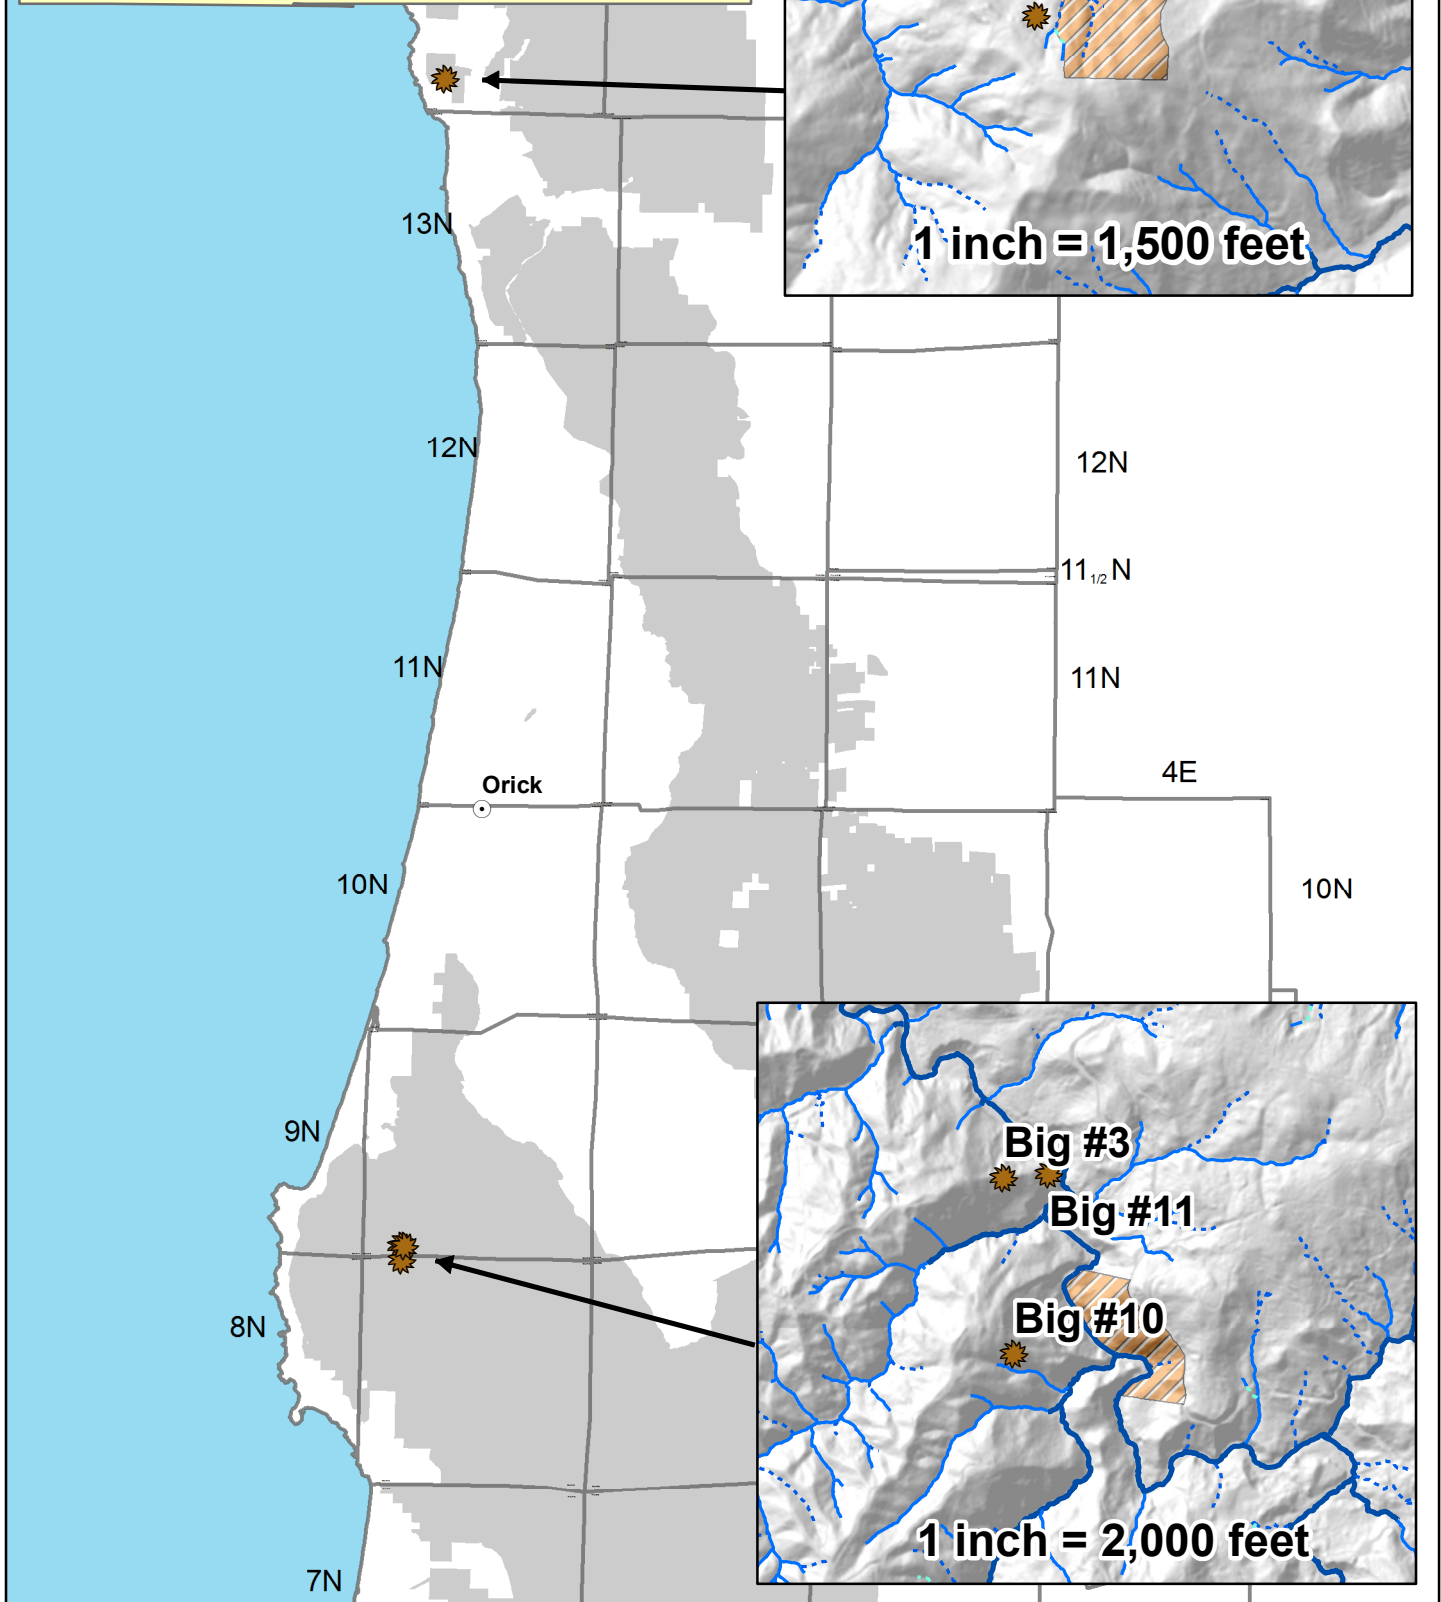 13N
1 inch = 1,500 feet
12N
12N
11 1/2 N
11N
11N
4E
Orick
10N
10N
9N
Big #3
Big #11
8N
Big #10
1 inch = 2,000 feet
7N